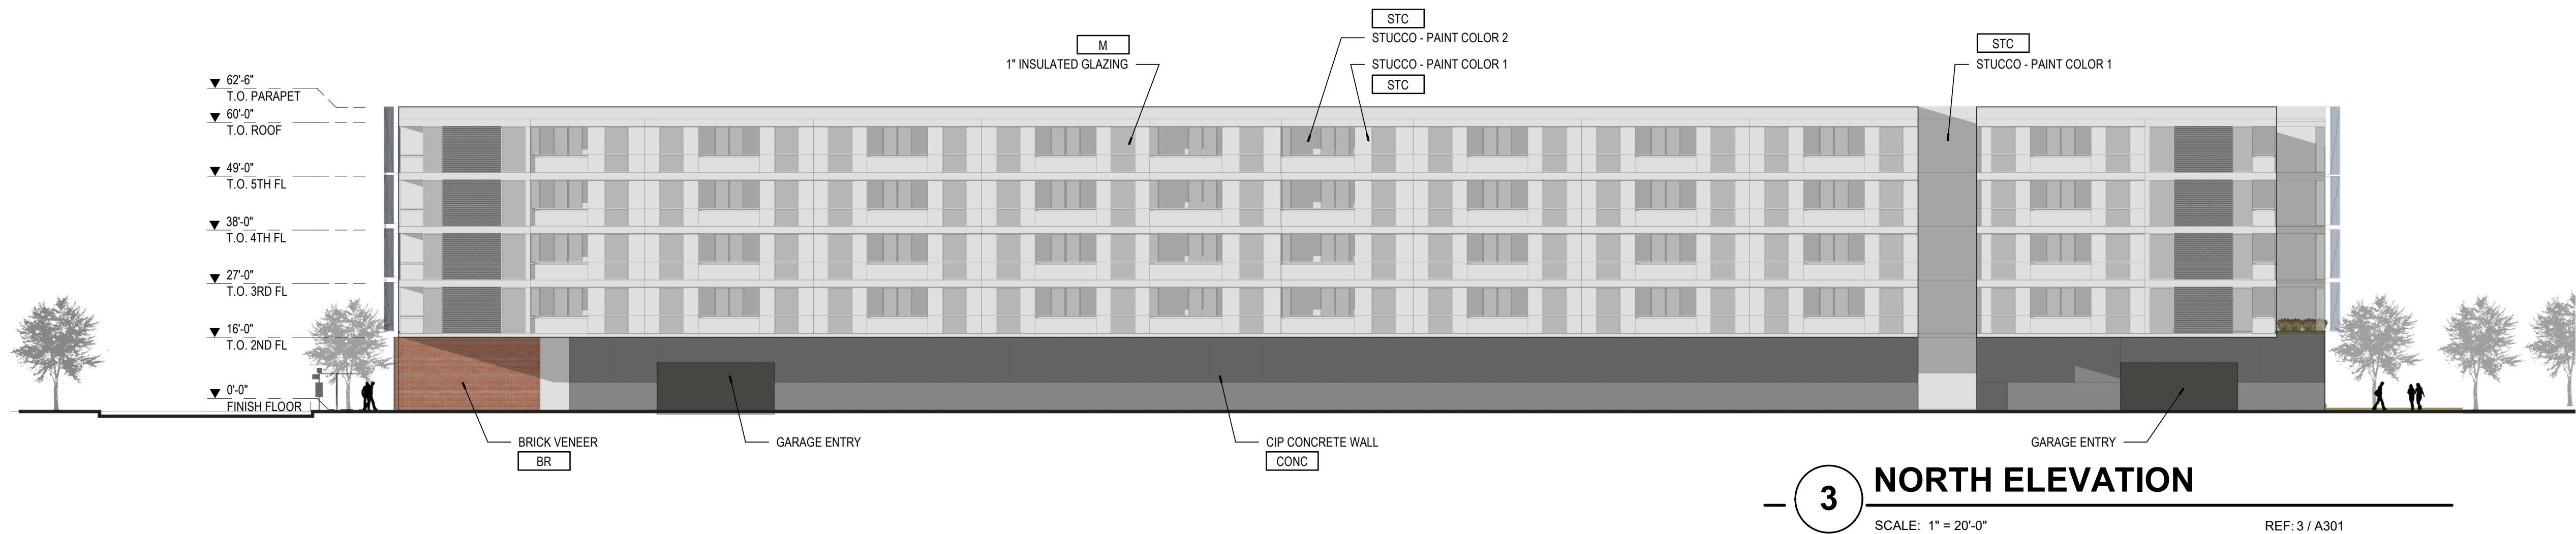 STC
STUCCO - PAINT COLOR 2
M
1" INSULATED GLAZING
STUCCO - PAINT COLOR 1
STC
STC
STUCCO - PAINT COLOR 1
62'-6"
T.O. PARAPET
60'-0"
T.O. ROOF
49'-0"
T.O. 5TH FL
38'-0"
T.O. 4TH FL
27'-0"
T.O. 3RD FL
16'-0"
T.O. 2ND FL
0'-0"
FINISH FLOOR
BRICK VENEER
BR
GARAGE ENTRY
CIP CONCRETE WALL
CONC
GARAGE ENTRY
3
NORTH ELEVATION
SCALE: 1" = 20'-0"
REF: 3 / A301